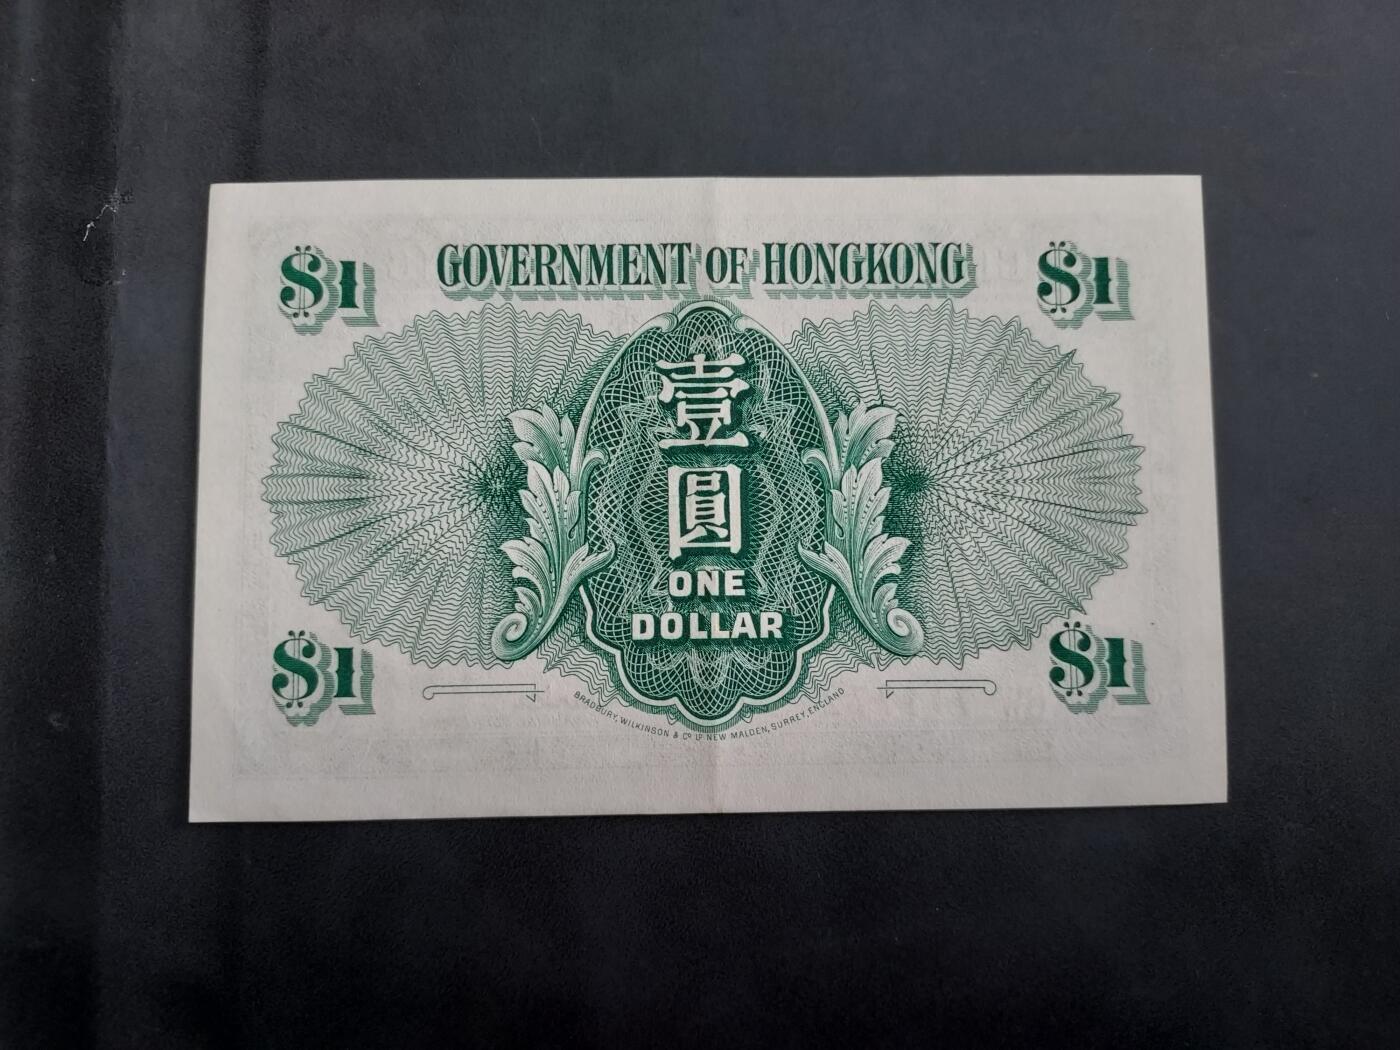 GOVERNMENT OF HONGKONG
$1
$1
壹
圓
ONE
DOLLAR
$1
$1
BRADBURY, WILKINSON & Cº Lᴰ NEW MALDEN, SURREY, ENGLAND